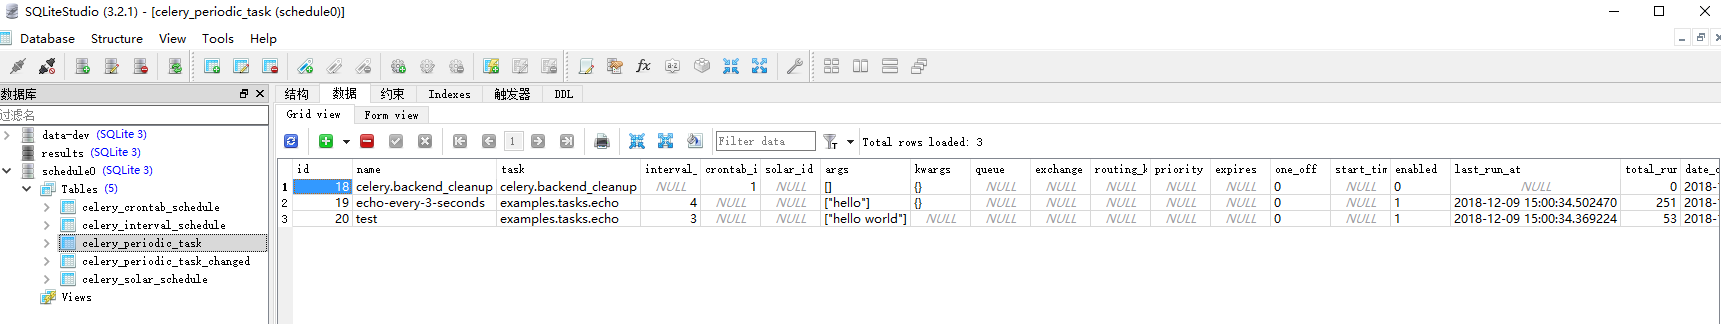 SQLiteStudio (3.2.1) - [celery_periodic_task (schedule0)]
Database Structure View Tools Help
数据库
过滤名
data-dev (SQLite 3)
results (SQLite 3)
schedule0 (SQLite 3)
Tables (5)
celery_crontab_schedule
celery_interval_schedule
celery_periodic_task
celery_periodic_task_changed
celery_solar_schedule
Views
结构 数据 约束 Indexes 触发器 DDL
Grid view Form view
1 Filter data Total rows loaded: 3
id name task interval_ crontab_i solar_id args kwargs queue exchange routing_k priority expires one_off start_tim enabled last_run_at total_rur date_c
1 18 celery.backend_cleanup celery.backend_cleanup NULL 1 NULL [] {} NULL NULL NULL NULL NULL 0 NULL 0 NULL 0 2018-1
2 19 echo-every-3-seconds examples.tasks.echo 4 NULL NULL ["hello"] {} NULL NULL NULL NULL NULL 0 NULL 1 2018-12-09 15:00:34.502470 251 2018-1
3 20 test examples.tasks.echo 3 NULL NULL ["hello world"] NULL NULL NULL NULL NULL NULL 0 NULL 1 2018-12-09 15:00:34.369224 53 2018-1